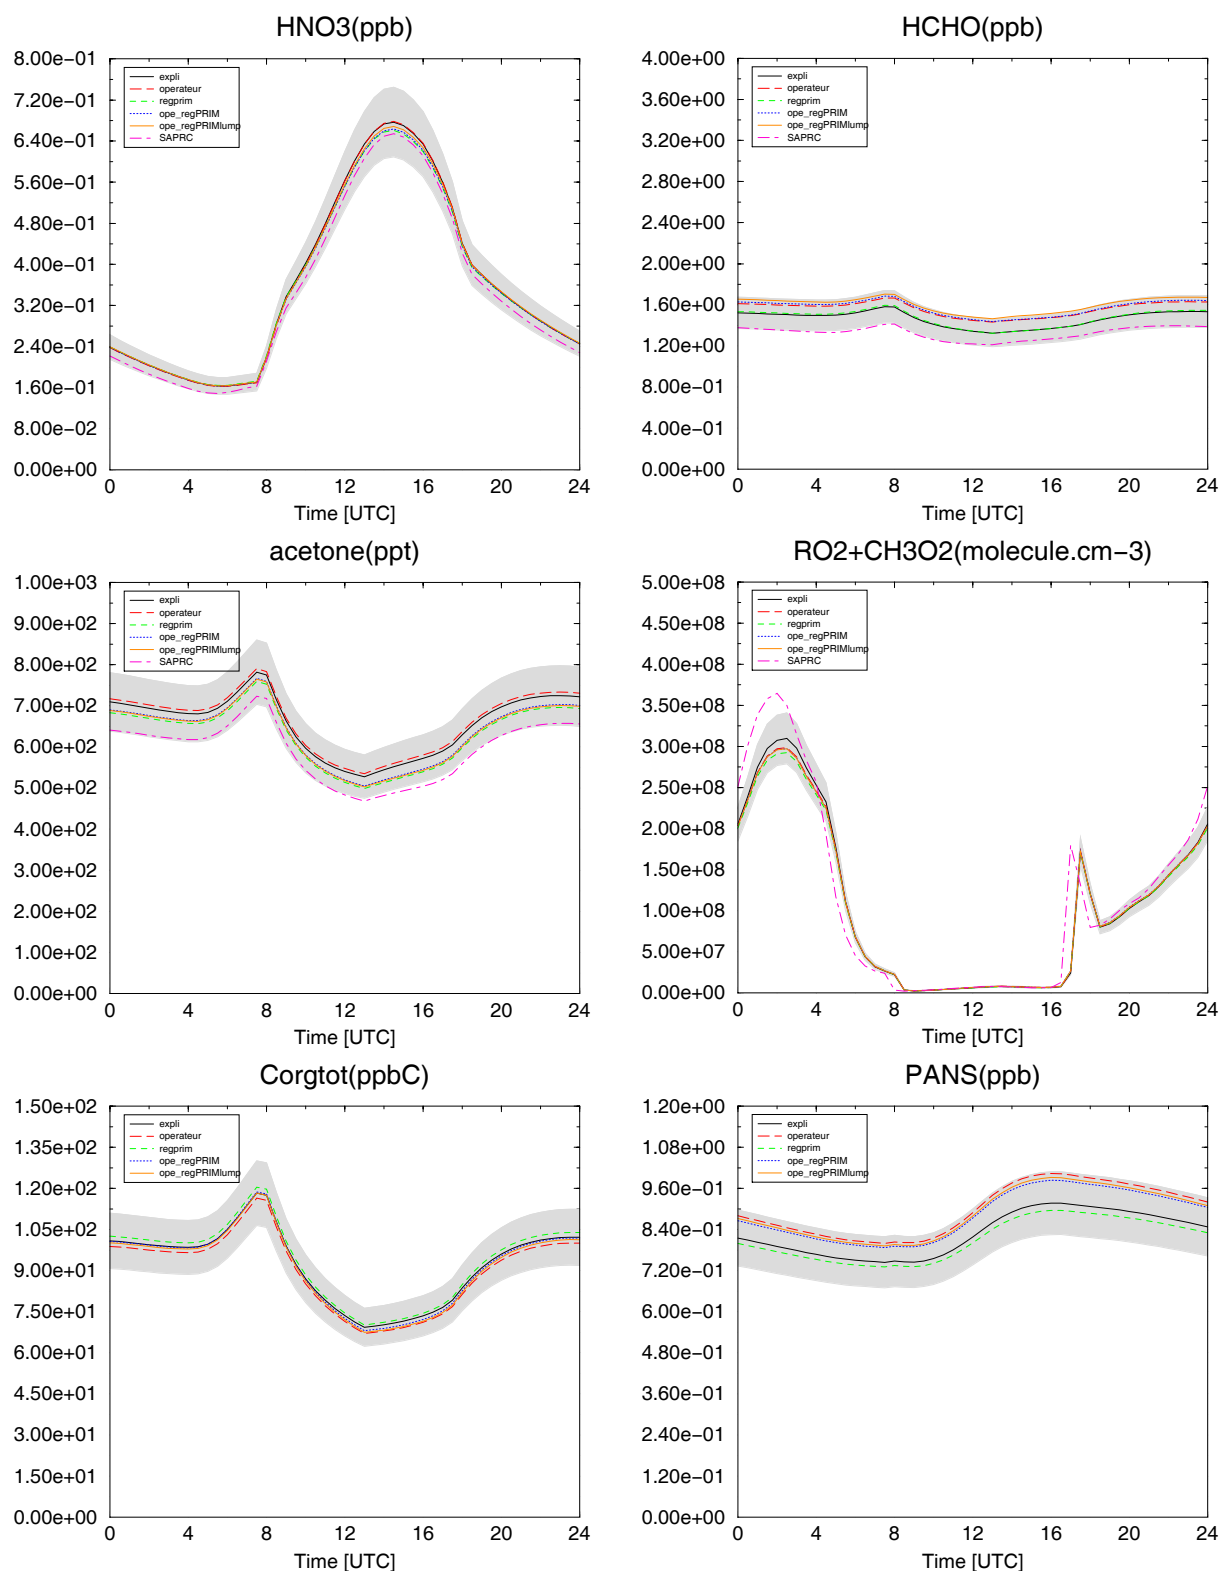 HNO3(ppb)
8.00e−01
7.20e−01
6.40e−01
5.60e−01
4.80e−01
4.00e−01
3.20e−01
2.40e−01
1.60e−01
8.00e−02
0.00e+00
expli
operateur
regprim
ope_regPRIM
ope_regPRIMlump
SAPRC
0 4 8 12 16 20 24
Time [UTC]
HCHO(ppb)
4.00e+00
3.60e+00
3.20e+00
2.80e+00
2.40e+00
2.00e+00
1.60e+00
1.20e+00
8.00e−01
4.00e−01
0.00e+00
expli
operateur
regprim
ope_regPRIM
ope_regPRIMlump
SAPRC
0 4 8 12 16 20 24
Time [UTC]
acetone(ppt)
1.00e+03
9.00e+02
8.00e+02
7.00e+02
6.00e+02
5.00e+02
4.00e+02
3.00e+02
2.00e+02
1.00e+02
0.00e+00
expli
operateur
regprim
ope_regPRIM
ope_regPRIMlump
SAPRC
0 4 8 12 16 20 24
Time [UTC]
RO2+CH3O2(molecule.cm−3)
5.00e+08
4.50e+08
4.00e+08
3.50e+08
3.00e+08
2.50e+08
2.00e+08
1.50e+08
1.00e+08
5.00e+07
0.00e+00
expli
operateur
regprim
ope_regPRIM
ope_regPRIMlump
SAPRC
0 4 8 12 16 20 24
Time [UTC]
Corgtot(ppbC)
1.50e+02
1.35e+02
1.20e+02
1.05e+02
9.00e+01
7.50e+01
6.00e+01
4.50e+01
3.00e+01
1.50e+01
0.00e+00
expli
operateur
regprim
ope_regPRIM
ope_regPRIMlump
0 4 8 12 16 20 24
Time [UTC]
PANS(ppb)
1.20e+00
1.08e+00
9.60e−01
8.40e−01
7.20e−01
6.00e−01
4.80e−01
3.60e−01
2.40e−01
1.20e−01
0.00e+00
expli
operateur
regprim
ope_regPRIM
ope_regPRIMlump
0 4 8 12 16 20 24
Time [UTC]